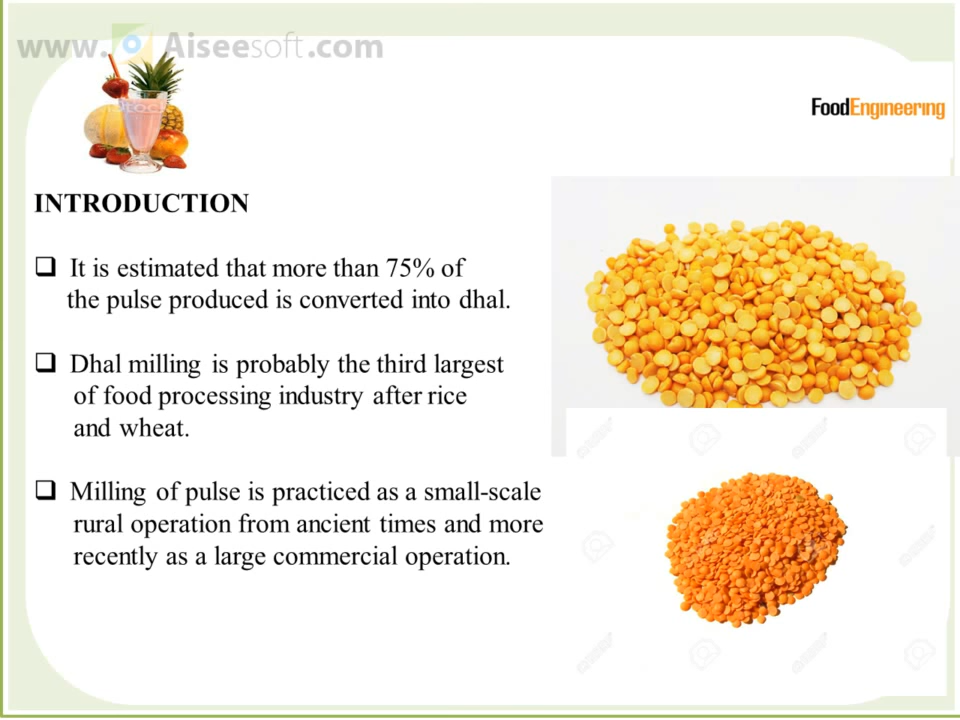 www.Aiseesoft.com
FoodEngineering
INTRODUCTION
It is estimated that more than 75% of
the pulse produced is converted into dhal.
Dhal milling is probably the third largest
of food processing industry after rice
and wheat.
Milling of pulse is practiced as a small-scale
rural operation from ancient times and more
recently as a large commercial operation.